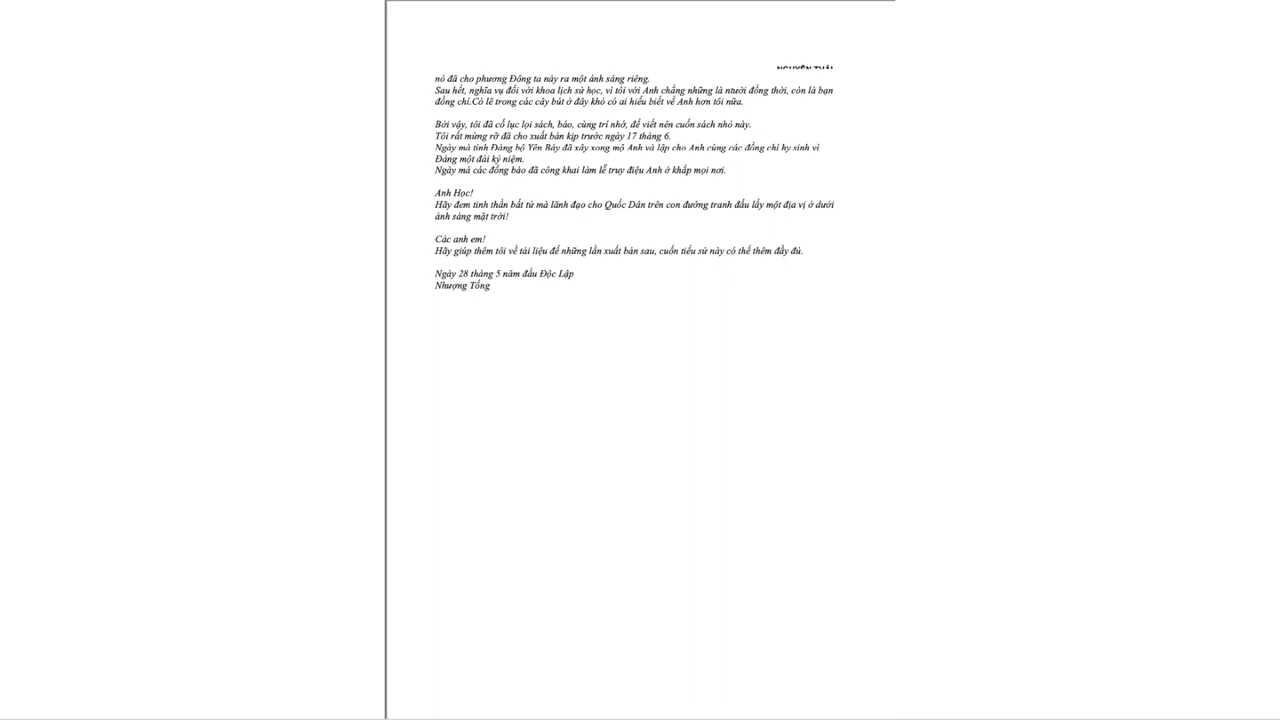 NGUYỄN THÁI
nó đã cho phương Đông ta nảy ra một ánh sáng riêng.
Sau hết, nghĩa vụ đối với khoa lịch sử học, vì tôi với Anh chẳng những là ntười đồng thời, còn là bạn
đồng chí.Có lẽ trong các cây bút ở đây khó có ai hiểu biết về Anh hơn tôi nữa.
Bởi vậy, tôi đã cố lục lọi sách, báo, cùng trí nhớ, để viết nên cuốn sách nhỏ này.
Tôi rất mừng rỡ đã cho xuất bản kịp trước ngày 17 tháng 6.
Ngày mà tỉnh Đảng bộ Yên Báy đã xây xong mộ Anh và lập cho Anh cùng các đồng chí hy sinh vì
Đảng một đài kỷ niệm.
Ngày mà các đồng bào đã công khai làm lễ truy điệu Anh ở khắp mọi nơi.
Anh Học!
Hãy đem tinh thần bất tử mà lãnh đạo cho Quốc Dân trên con đường tranh đấu lấy một địa vị ở dưới
ánh sáng mặt trời!
Các anh em!
Hãy giúp thêm tôi về tài liệu để những lần xuất bản sau, cuốn tiểu sử này có thể thêm đầy đủ.
Ngày 28 tháng 5 năm đầu Độc Lập
Nhượng Tống